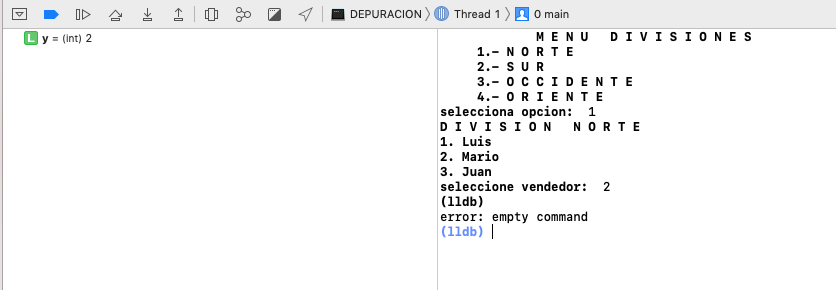 DEPURACION
Thread 1
0 main
L y = (int) 2
M E N U D I V I S I O N E S
1.- N O R T E
2.- S U R
3.- O C C I D E N T E
4.- O R I E N T E
selecciona opcion: 1
D I V I S I O N N O R T E
1. Luis
2. Mario
3. Juan
seleccione vendedor: 2
(lldb)
error: empty command
(lldb)